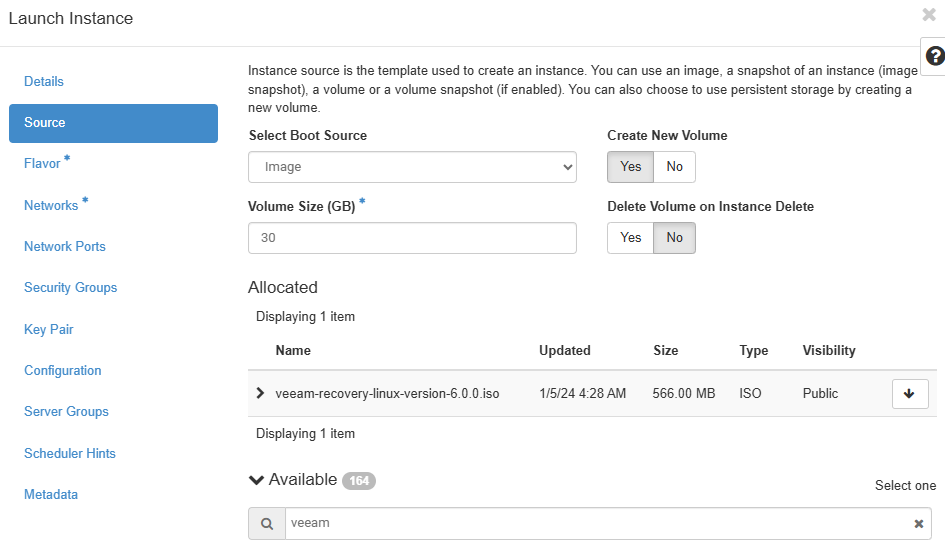 Launch Instance
Details
Source
Flavor *
Networks *
Network Ports
Security Groups
Key Pair
Configuration
Server Groups
Scheduler Hints
Metadata
Instance source is the template used to create an instance. You can use an image, a snapshot of an instance (image
snapshot), a volume or a volume snapshot (if enabled). You can also choose to use persistent storage by creating a
new volume.
Select Boot Source
Image
Create New Volume
Yes No
Volume Size (GB) *
30
Delete Volume on Instance Delete
Yes No
Allocated
Displaying 1 item
Name Updated Size Type Visibility
veeam-recovery-linux-version-6.0.0.iso 1/5/24 4:28 AM 566.00 MB ISO Public
Displaying 1 item
Available 164
Select one
veeam